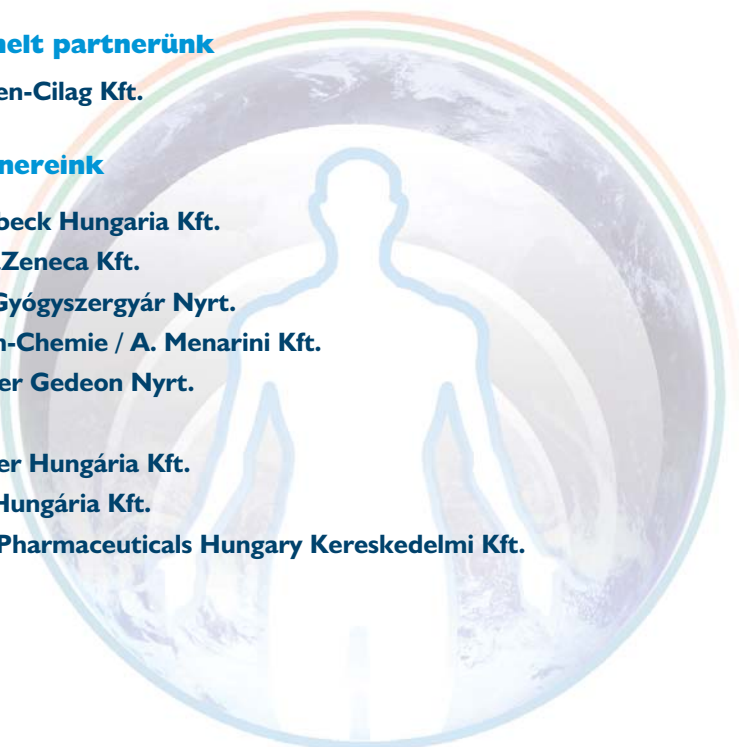 nelt partnerünk
en-Cilag Kft.
nereink
beck Hungaria Kft.
Zeneca Kft.
Gyógyszergyár Nyrt.
n-Chemie / A. Menarini Kft.
er Gedeon Nyrt.
er Hungária Kft.
Hungária Kft.
Pharmaceuticals Hungary Kereskedelmi Kft.